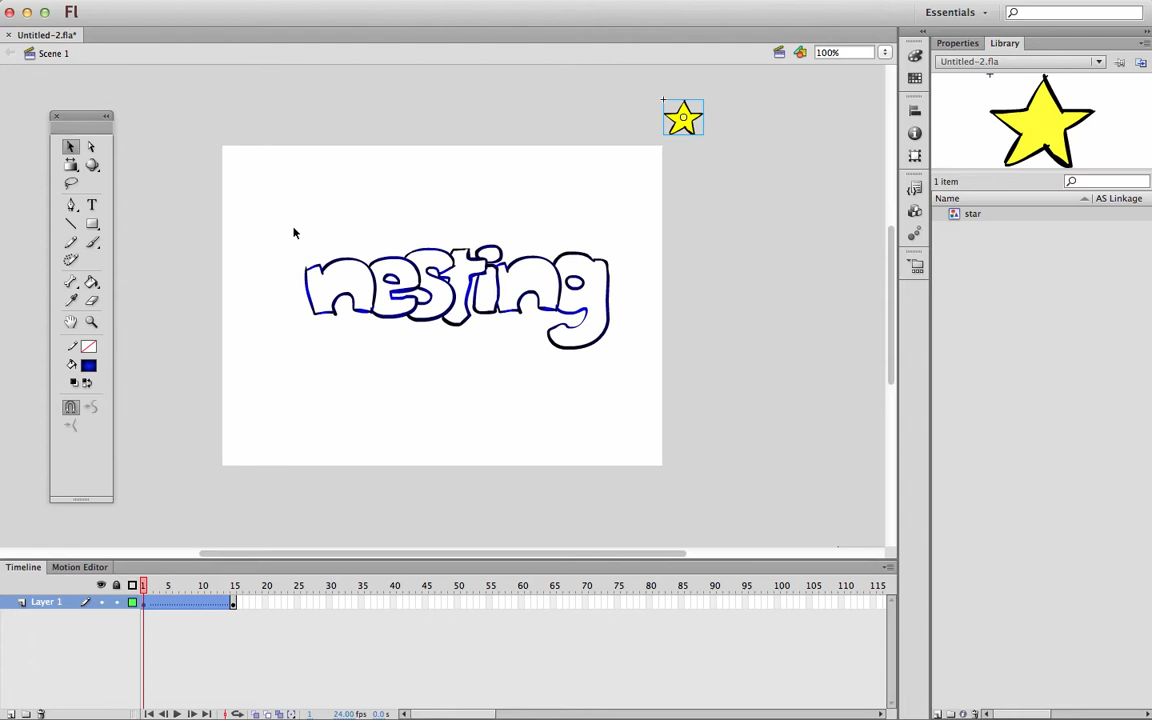 Fl
Essentials
Untitled-2.fla*
Scene 1
100%
Properties
Library
Untitled-2.fla
1 item
Name
AS Linkage
star
T
nesting
Timeline
Motion Editor
1 5 10 15 20 25 30 35 40 45 50 55 60 65 70 75 80 85 90 95 100 105 110 115
Layer 1
1 24.00 fps 0.0 s